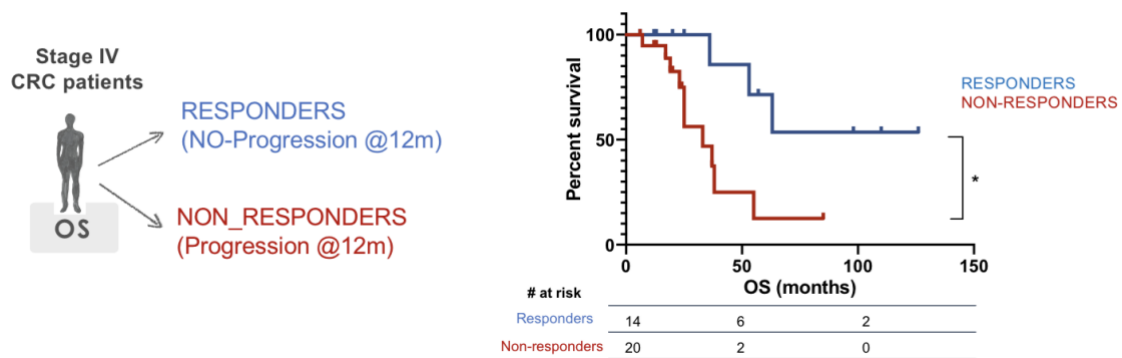 Stage IV
CRC patients
RESPONDERS
(NO-Progression @12m)
NON_RESPONDERS
(Progression @12m)
OS
Percent survival
100
50
0
0 50 100 150
OS (months)
RESPONDERS
NON-RESPONDERS
*
# at risk
Responders 14 6 2
Non-responders 20 2 0